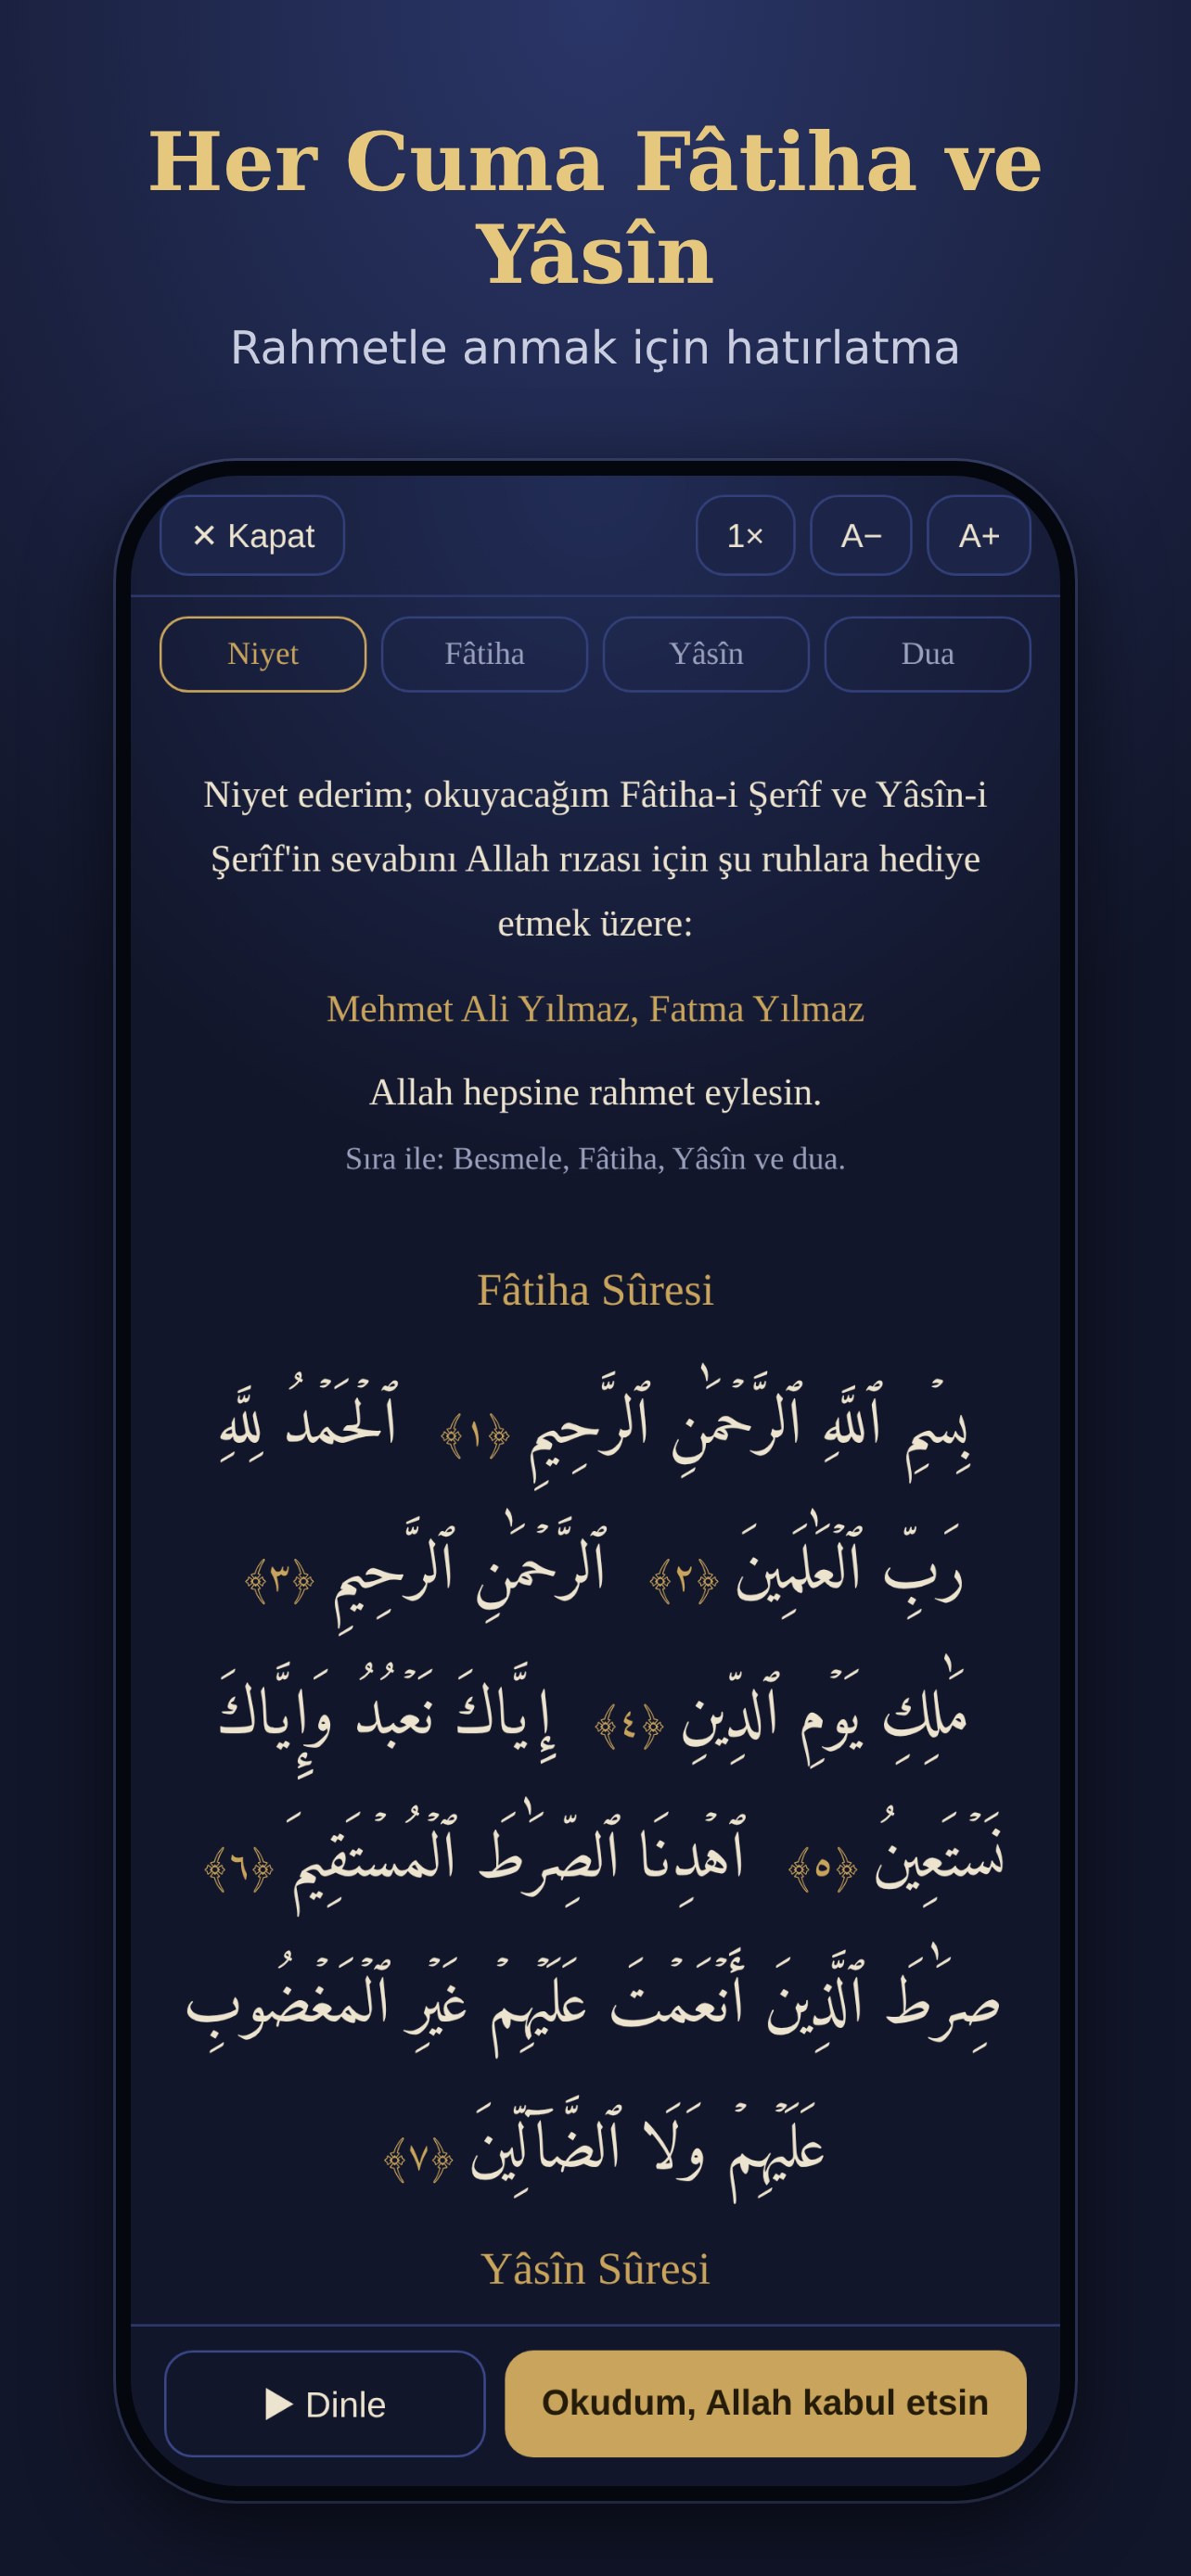 Her Cuma Fâtiha ve
Yâsîn
Rahmetle anmak için hatırlatma
✕ Kapat 1× A− A+
Niyet Fâtiha Yâsîn Dua
Niyet ederim; okuyacağım Fâtiha-i Şerîf ve Yâsîn-i
Şerîf'in sevabını Allah rızası için şu ruhlara hediye
etmek üzere:
Mehmet Ali Yılmaz, Fatma Yılmaz
Allah hepsine rahmet eylesin.
Sıra ile: Besmele, Fâtiha, Yâsîn ve dua.
Fâtiha Sûresi
بِسۡمِ ٱللَّهِ ٱلرَّحۡمَٰنِ ٱلرَّحِيمِ ﴿١﴾ ٱلۡحَمۡدُ لِلَّهِ
رَبِّ ٱلۡعَٰلَمِينَ ﴿٢﴾ ٱلرَّحۡمَٰنِ ٱلرَّحِيمِ ﴿٣﴾
مَٰلِكِ يَوۡمِ ٱلدِّينِ ﴿٤﴾ إِيَّاكَ نَعۡبُدُ وَإِيَّاكَ
نَسۡتَعِينُ ﴿٥﴾ ٱهۡدِنَا ٱلصِّرَٰطَ ٱلۡمُسۡتَقِيمَ ﴿٦﴾
صِرَٰطَ ٱلَّذِينَ أَنۡعَمۡتَ عَلَيۡهِمۡ غَيۡرِ ٱلۡمَغۡضُوبِ
عَلَيۡهِمۡ وَلَا ٱلضَّآلِّينَ ﴿٧﴾
Yâsîn Sûresi
▶ Dinle Okudum, Allah kabul etsin